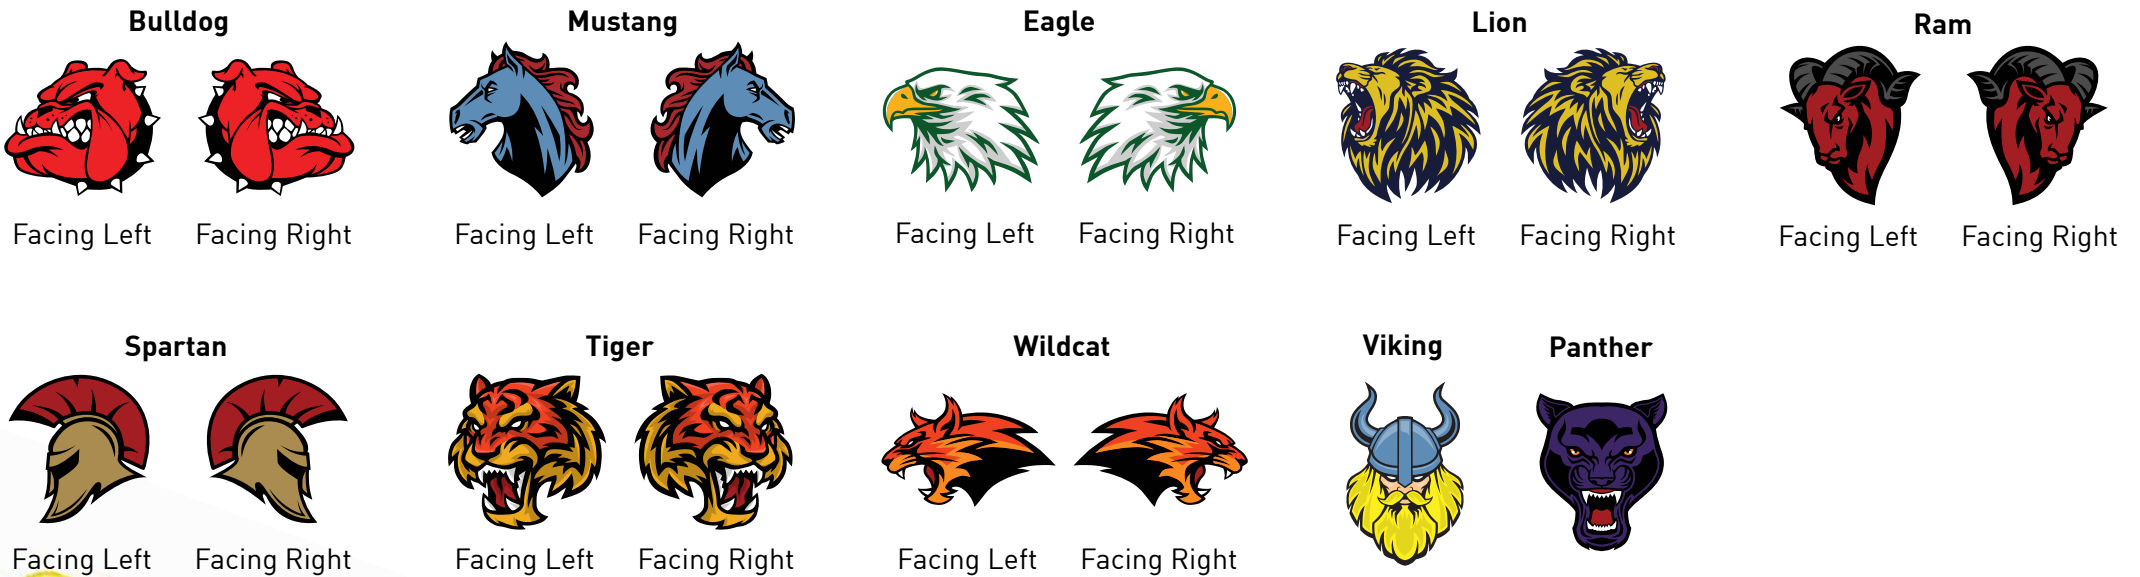 Bulldog Mustang Eagle Lion Ram
Facing Left Facing Right Facing Left Facing Right Facing Left Facing Right Facing Left Facing Right Facing Left Facing Right
Spartan Tiger Wildcat Viking Panther
Facing Left Facing Right Facing Left Facing Right Facing Left Facing Right